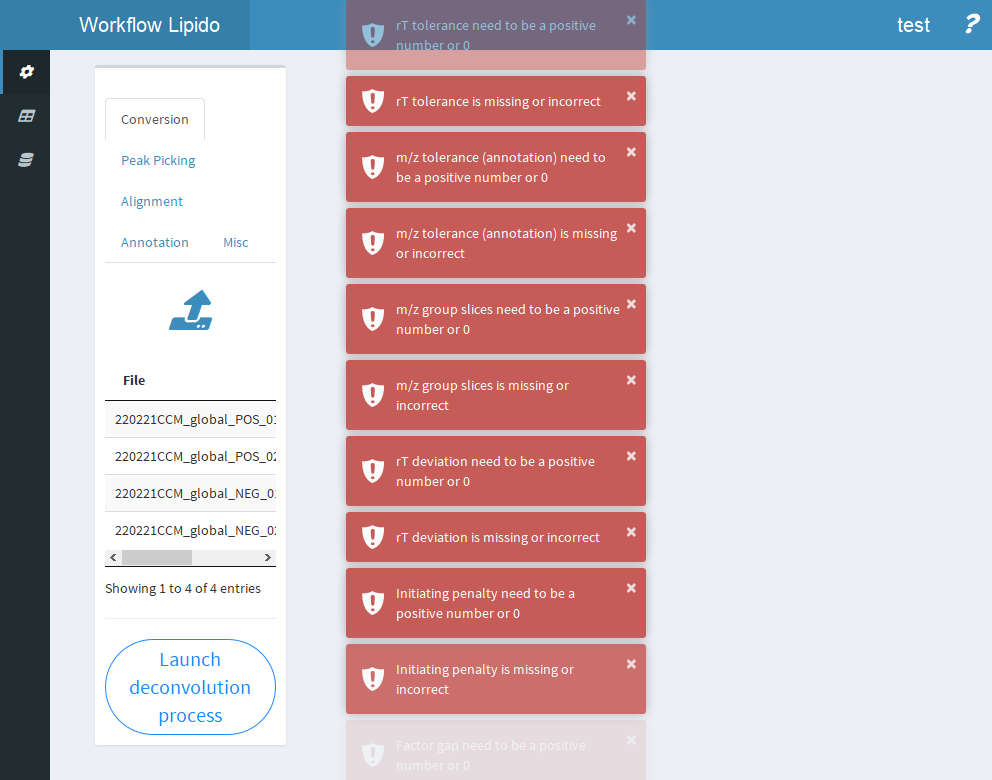 Workflow Lipido
test
?
Conversion
Peak Picking
Alignment
Annotation Misc
File
220221CCM_global_POS_01
220221CCM_global_POS_02
220221CCM_global_NEG_01
220221CCM_global_NEG_02
Showing 1 to 4 of 4 entries
Launch
deconvolution
process
rT tolerance need to be a positive
number or 0
rT tolerance is missing or incorrect
m/z tolerance (annotation) need to
be a positive number or 0
m/z tolerance (annotation) is missing
or incorrect
m/z group slices need to be a positive
number or 0
m/z group slices is missing or
incorrect
rT deviation need to be a positive
number or 0
rT deviation is missing or incorrect
Initiating penalty need to be a
positive number or 0
Initiating penalty is missing or
incorrect
Factor gap need to be a positive
number or 0